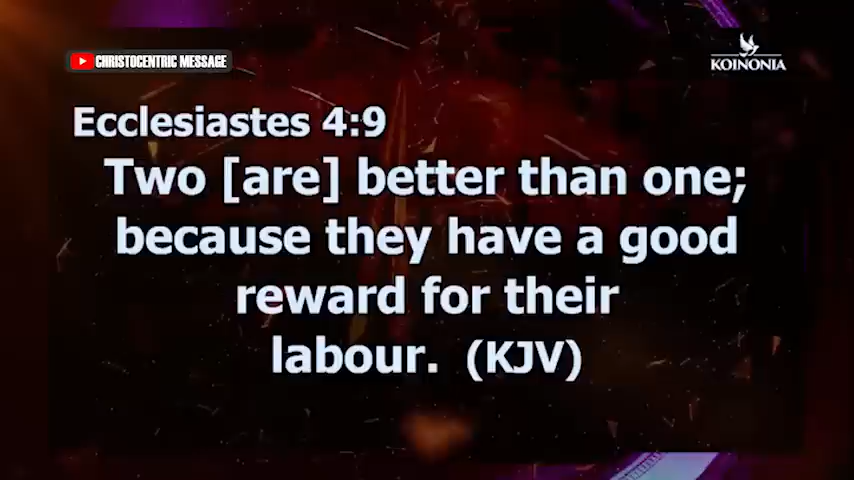 CHRISTOCENTRIC MESSAGE
KOINONIA
Ecclesiastes 4:9
Two [are] better than one;
because they have a good
reward for their
labour. (KJV)